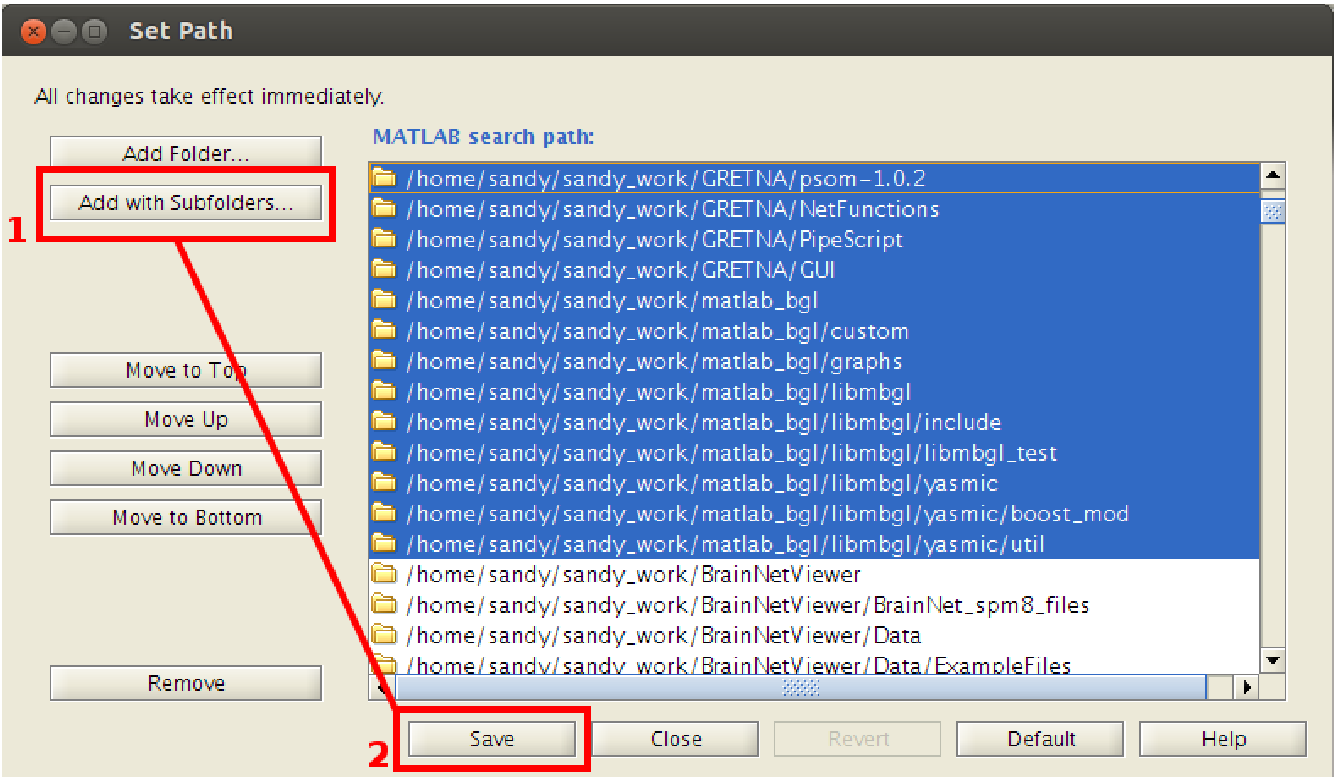 Set Path
All changes take effect immediately.
MATLAB search path:
Add Folder...
1
Add with Subfolders...
Move to Top
Move Up
Move Down
Move to Bottom
Remove
/home/sandy/sandy_work/GRETNA/psom-1.0.2
/home/sandy/sandy_work/GRETNA/NetFunctions
/home/sandy/sandy_work/GRETNA/PipeScript
/home/sandy/sandy_work/GRETNA/GUI
/home/sandy/sandy_work/matlab_bgl
/home/sandy/sandy_work/matlab_bgl/custom
/home/sandy/sandy_work/matlab_bgl/graphs
/home/sandy/sandy_work/matlab_bgl/libmbgl
/home/sandy/sandy_work/matlab_bgl/libmbgl/include
/home/sandy/sandy_work/matlab_bgl/libmbgl/libmbgl_test
/home/sandy/sandy_work/matlab_bgl/libmbgl/yasmic
/home/sandy/sandy_work/matlab_bgl/libmbgl/yasmic/boost_mod
/home/sandy/sandy_work/matlab_bgl/libmbgl/yasmic/util
/home/sandy/sandy_work/BrainNetViewer
/home/sandy/sandy_work/BrainNetViewer/BrainNet_spm8_files
/home/sandy/sandy_work/BrainNetViewer/Data
/home/sandy/sandy_work/BrainNetViewer/Data/ExampleFiles
2
Save
Close
Revert
Default
Help